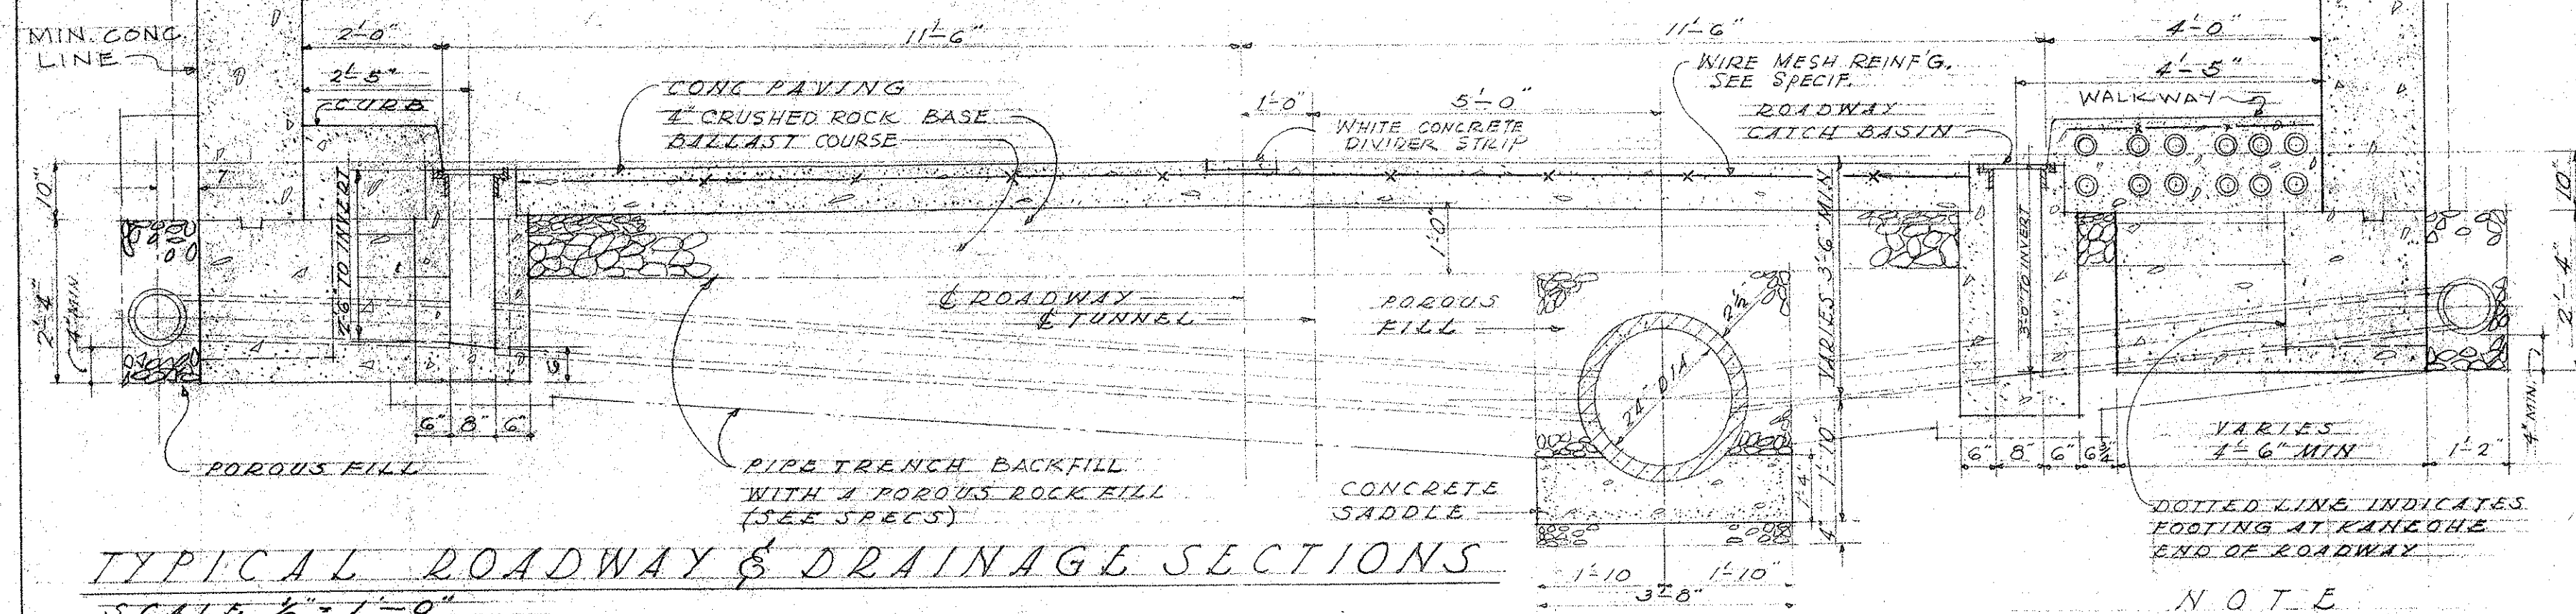 MIN. CONC.
LINE
2'-0"
11'-6"
11'-6"
4'-0"
2'-5"
4'-5"
CURB
CONC PAVING
4" CRUSHED ROCK BASE
BALLAST COURSE
1'-0"
5'-0"
WHITE CONCRETE
DIVIDER STRIP
WIRE MESH REINF'G.
SEE SPECIF.
ROADWAY
CATCH BASIN
WALKWAY
10"
7
2'-6" TO INVERT
1'-0"
VARIES 3'-6" MIN
3'-0" TO INVERT
10"
2'-4"
4" MIN
2'-4"
4" MIN
℄ ROADWAY
℄ TUNNEL
POROUS
FILL
2½"
24" DIA
6" 8" 6"
6" 8" 6" 6¾"
VARIES
4'-6" MIN
1'-2"
POROUS FILL
PIPE TRENCH BACKFILL
WITH A POROUS ROCK FILL
(SEE SPECS)
CONCRETE
SADDLE
1'-4"
1'-10"
4"
DOTTED LINE INDICATES
FOOTING AT KANEOHE
END OF ROADWAY
TYPICAL ROADWAY & DRAINAGE SECTIONS
1'-10 1'-10"
3'-8"
NOTE